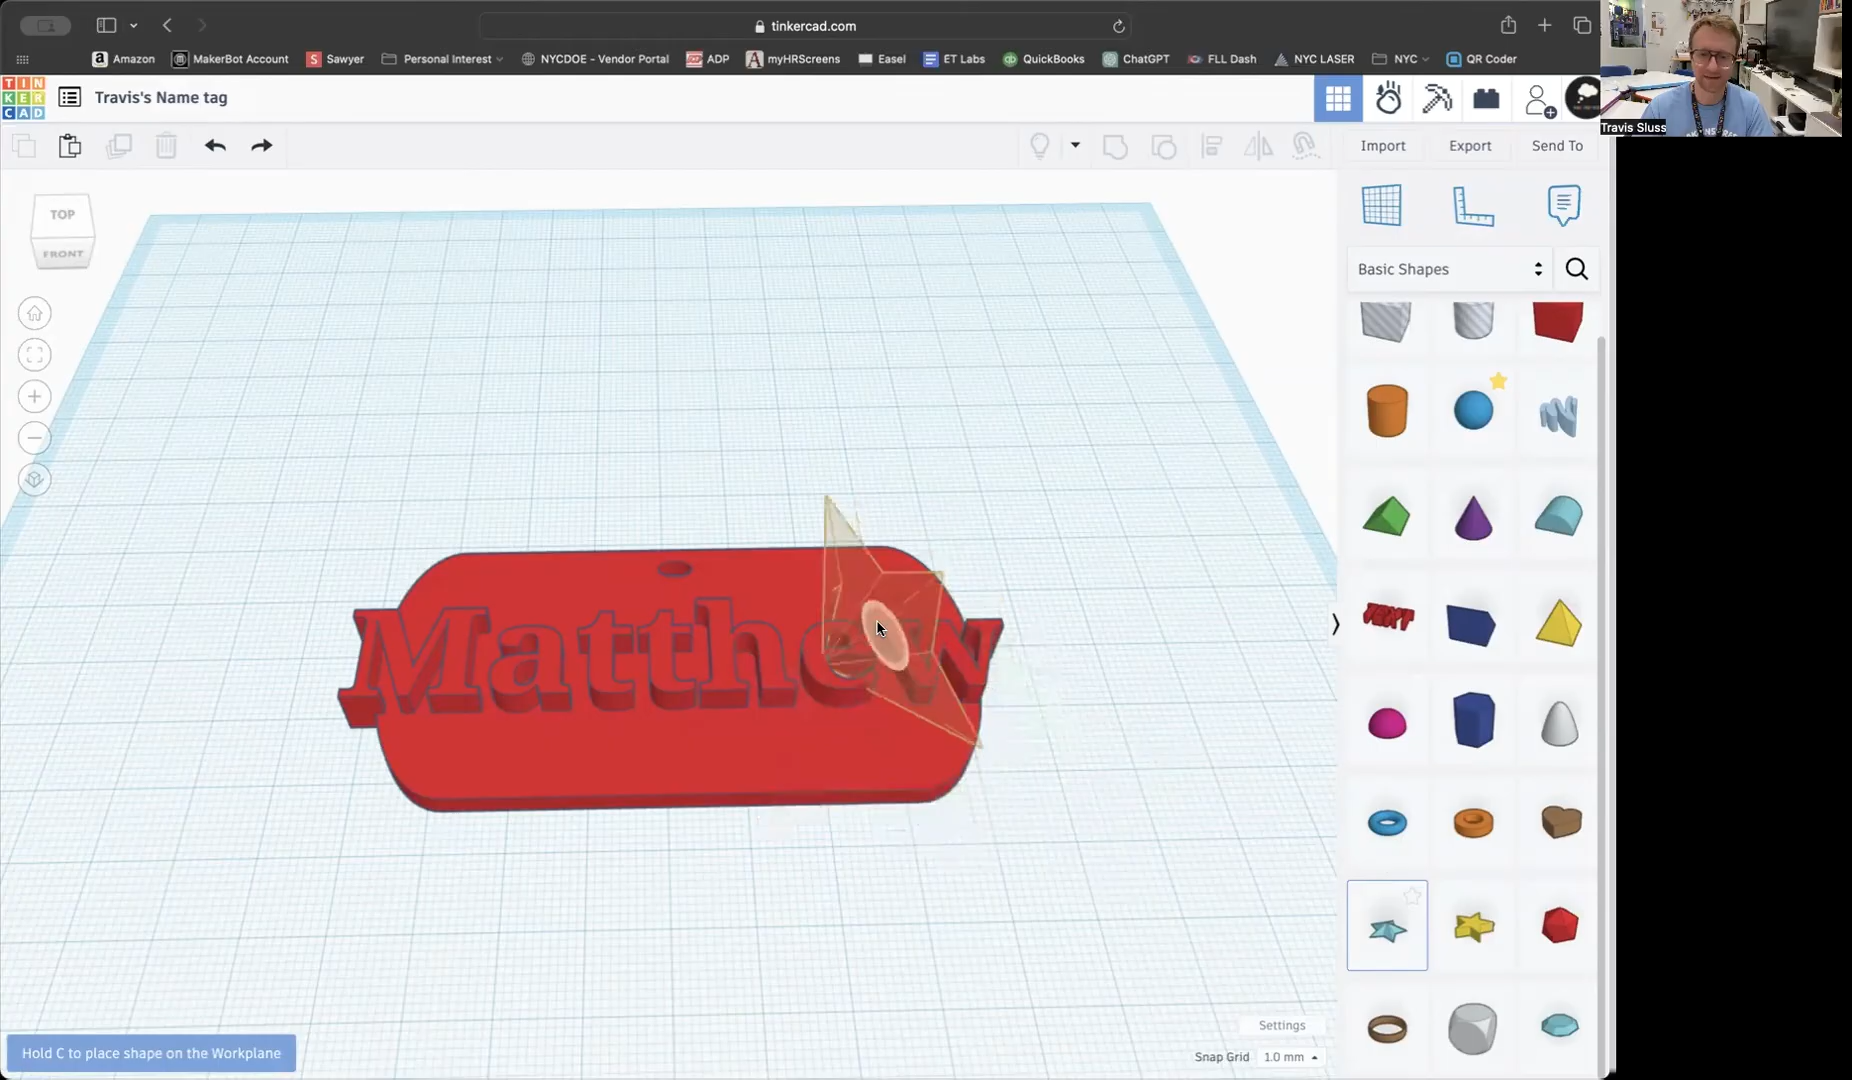 tinkercad.com
Amazon
MakerBot Account
S Sawyer
Personal Interest
NYCDOE - Vendor Portal
ADP
myHRScreens
Easel
ET Labs
QuickBooks
ChatGPT
FLL Dash
NYC LASER
NYC
QR Coder
Travis Sluss
TIN
KER
CAD
Travis's Name tag
Import
Export
Send To
TOP
FRONT
Basic Shapes
TEXT
Matthew
Settings
Snap Grid 1.0 mm
Hold C to place shape on the Workplane